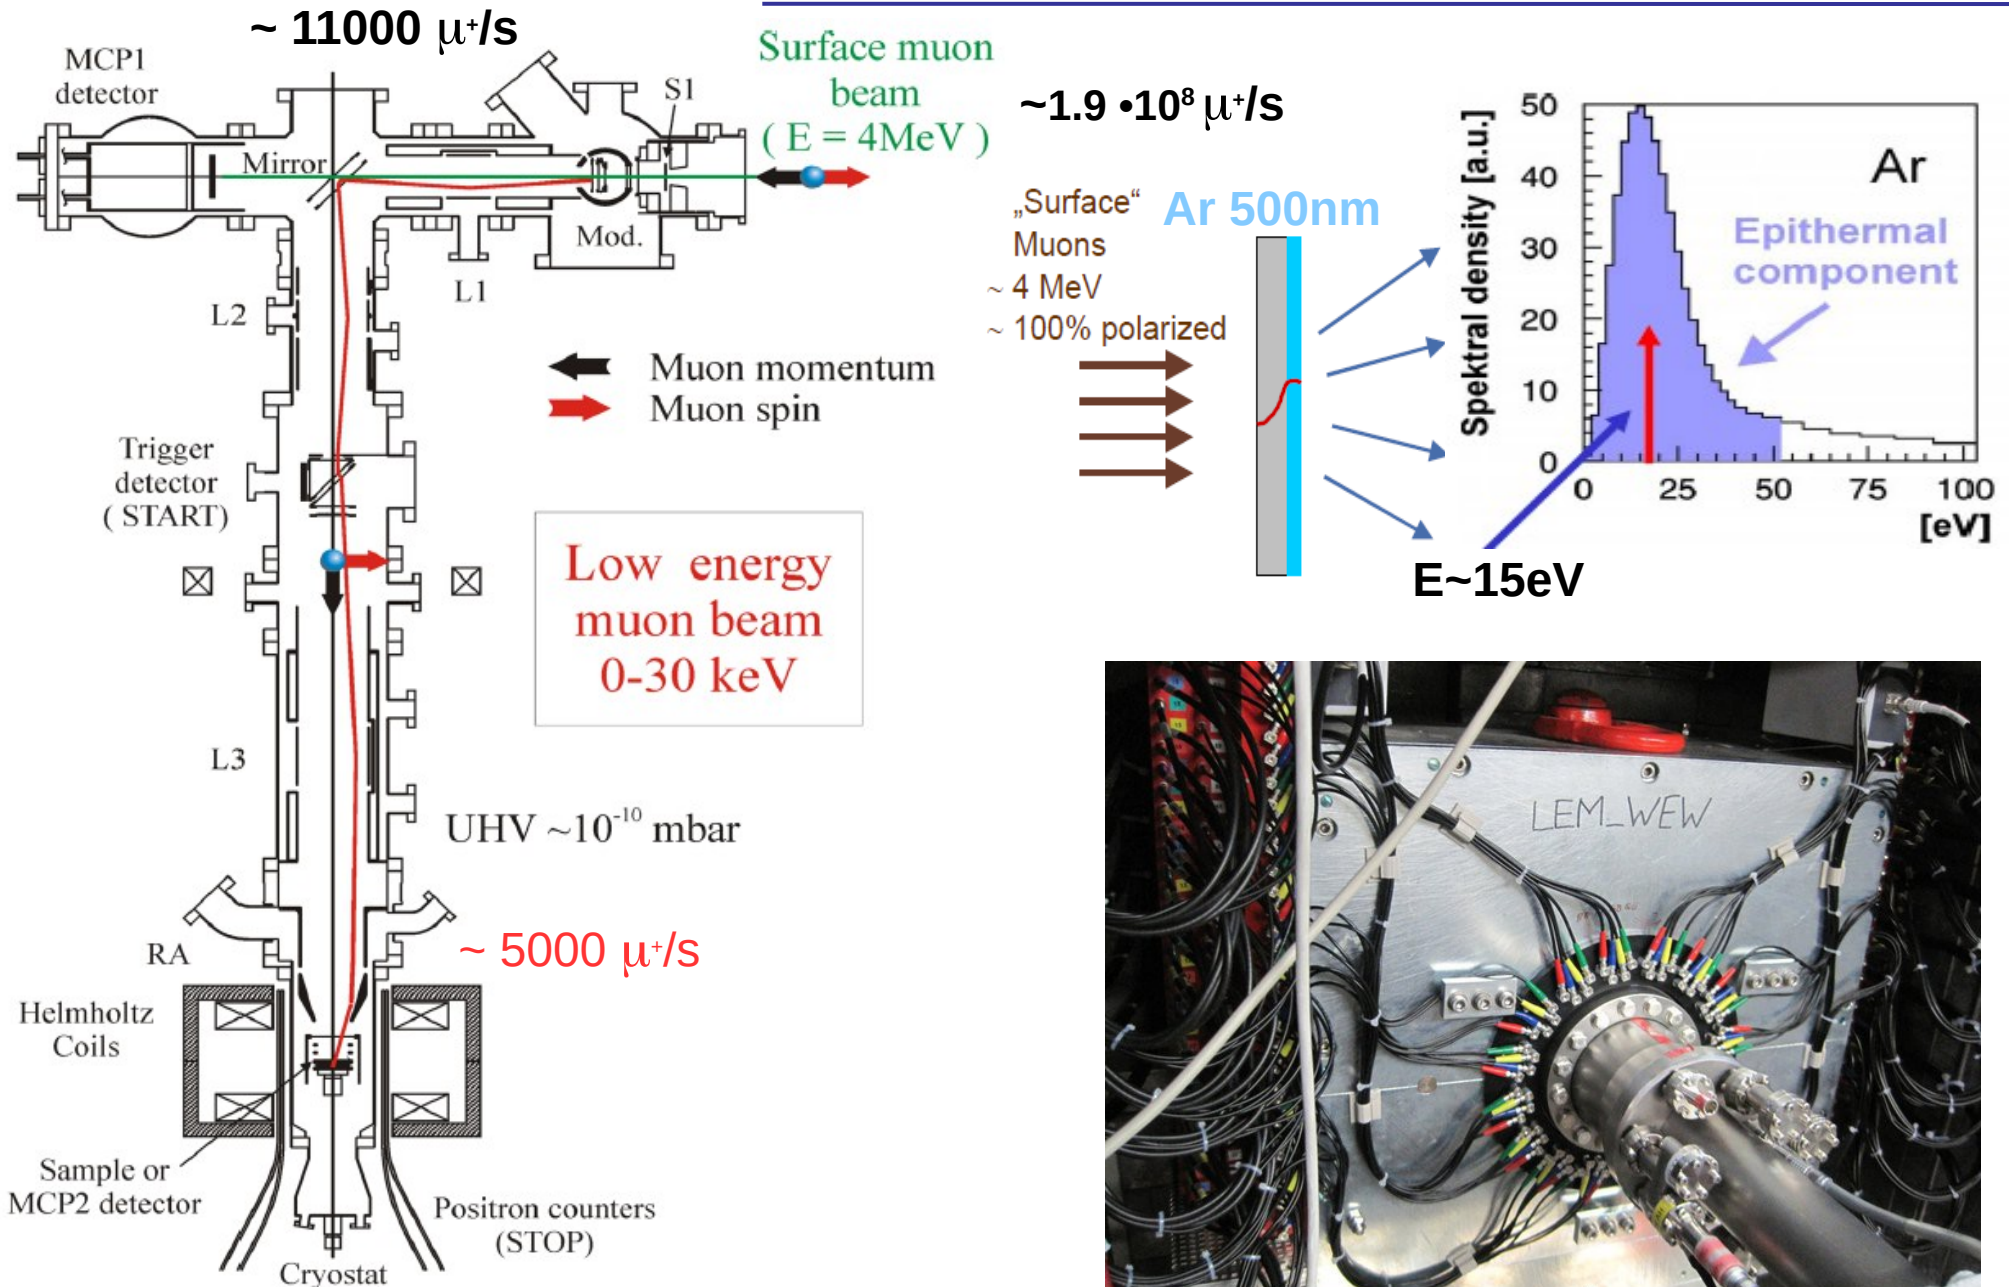 ~ 11000 μ⁺/s
MCP1
detector
Mirror
S1
Mod.
L1
L2
Surface muon
beam
( E = 4MeV )
Muon momentum
Muon spin
Trigger
detector
( START)
Low energy
muon beam
0-30 keV
L3
UHV ~10⁻¹⁰ mbar
RA
~ 5000 μ⁺/s
Helmholtz
Coils
Sample or
MCP2 detector
Positron counters
(STOP)
Cryostat
~1.9 •10⁸ μ⁺/s
„Surface“
Muons
~ 4 MeV
~ 100% polarized
Ar 500nm
Spektral density [a.u.]
50
40
30
20
10
0
0 25 50 75 100
[eV]
Ar
Epithermal
component
E~15eV
LEM_WEW